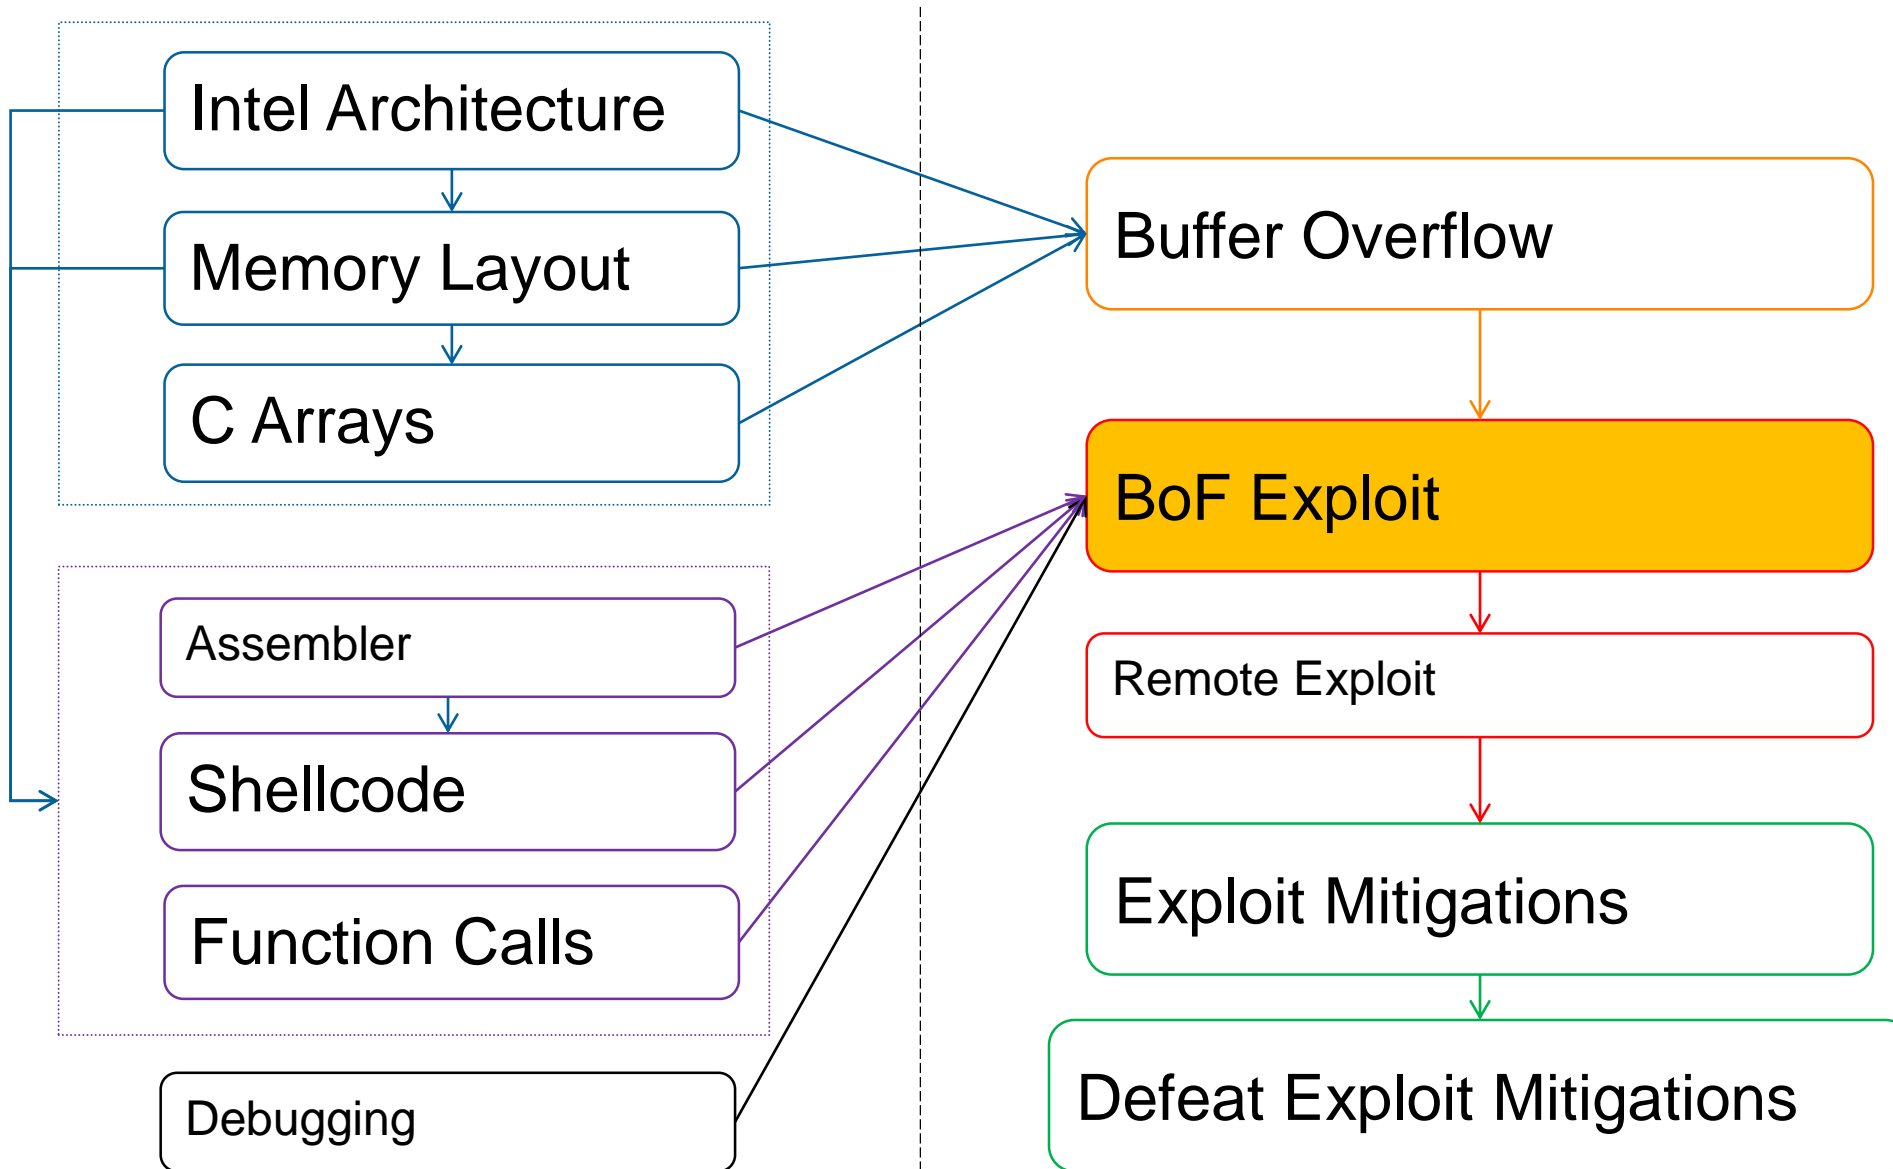 Intel Architecture
Memory Layout
C Arrays
Assembler
Shellcode
Function Calls
Debugging
Buffer Overflow
BoF Exploit
Remote Exploit
Exploit Mitigations
Defeat Exploit Mitigations